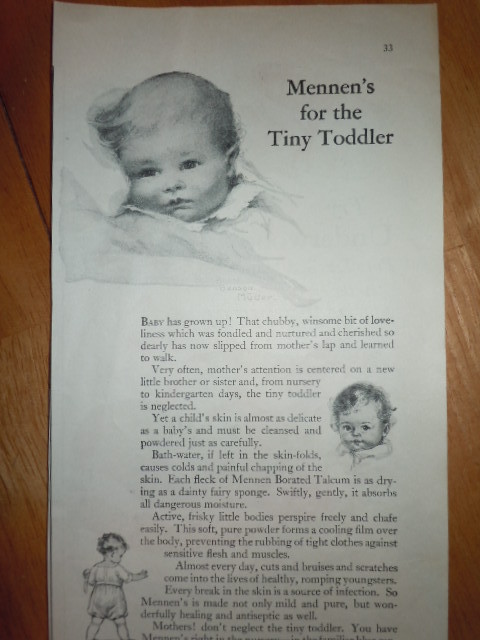 33
Mennen's
for the
Tiny Toddler
BABY has grown up! That chubby, winsome bit of love-
liness which was fondled and nurtured and cherished so
dearly has now slipped from mother's lap and learned
to walk.
Very often, mother's attention is centered on a new
little brother or sister and, from nursery
to kindergarten days, the tiny toddler
is neglected.
Yet a child's skin is almost as delicate
as a baby's and must be cleansed and
powdered just as carefully.
Bath-water, if left in the skin-folds,
causes colds and painful chapping of the
skin. Each fleck of Mennen Borated Talcum is as dry-
ing as a dainty fairy sponge. Swiftly, gently, it absorbs
all dangerous moisture.
Active, frisky little bodies perspire freely and chafe
easily. This soft, pure powder forms a cooling film over
the body, preventing the rubbing of tight clothes against
sensitive flesh and muscles.
Almost every day, cuts and bruises and scratches
come into the lives of healthy, romping youngsters.
Every break in the skin is a source of infection. So
Mennen's is made not only mild and pure, but won-
derfully healing and antiseptic as well.
Mothers! don't neglect the tiny toddler. You have
Mennen's right in the